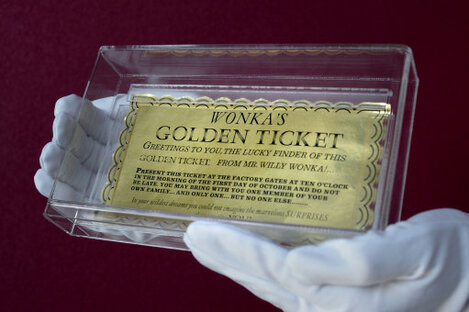 WONKA'S
GOLDEN TICKET
GREETINGS TO YOU, THE LUCKY FINDER OF THIS
GOLDEN TICKET FROM MR. WILLY WONKA!...
PRESENT THIS TICKET AT THE FACTORY GATES AT TEN O'CLOCK
IN THE MORNING OF THE FIRST DAY OF OCTOBER AND DO NOT
BE LATE. YOU MAY BRING WITH YOU ONE MEMBER OF YOUR
OWN FAMILY... AND ONLY ONE... BUT NO ONE ELSE........
In your wildest dreams you could not imagine the marvelous SURPRISES